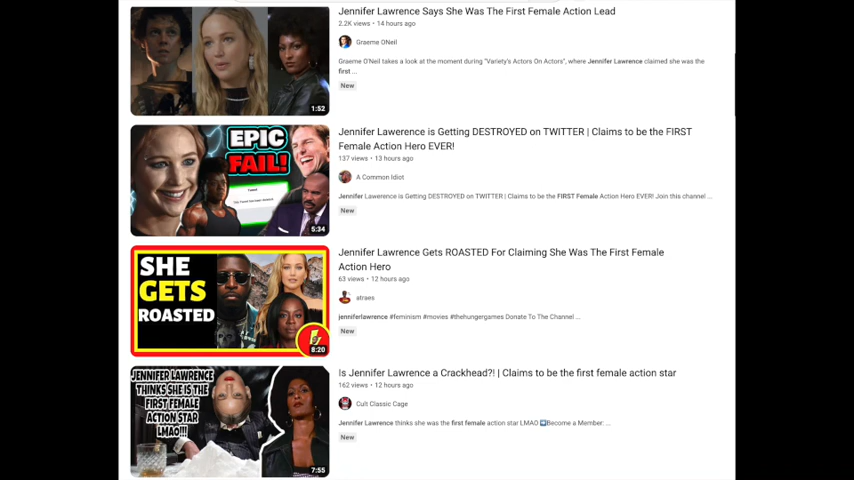 Jennifer Lawrence Says She Was The First Female Action Lead
2.2K views • 14 hours ago
Graeme ONeil
Graeme O'Neil takes a look at the moment during "Variety's Actors On Actors", where Jennifer Lawrence claimed she was the
first ...
New
1:52
Jennifer Lawerence is Getting DESTROYED on TWITTER | Claims to be the FIRST
Female Action Hero EVER!
137 views • 13 hours ago
A Common Idiot
Jennifer Lawerence is Getting DESTROYED on TWITTER | Claims to be the FIRST Female Action Hero EVER! Join this channel ...
New
EPIC
FAIL!
5:34
Jennifer Lawrence Gets ROASTED For Claiming She Was The First Female
Action Hero
63 views • 12 hours ago
atraes
jenniferlawrence #feminism #movies #thehungergames Donate To The Channel ...
New
SHE
GETS
ROASTED
8:20
Is Jennifer Lawrence a Crackhead?! | Claims to be the first female action star
162 views • 12 hours ago
Cult Classic Cage
Jennifer Lawrence thinks she was the first female action star LMAO ➡Become a Member: ...
New
JENNIFER LAWRENCE
THINKS SHE IS THE
FIRST FEMALE
ACTION STAR
LMAO!!!
7:55